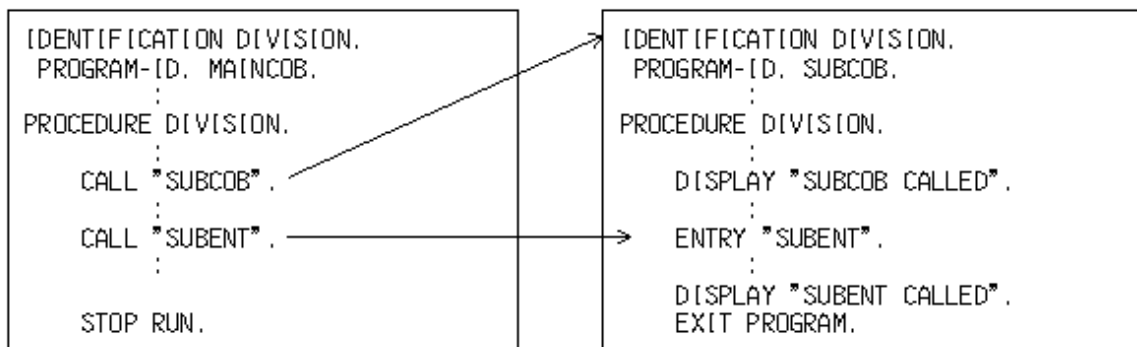 IDENTIFICATION DIVISION.
PROGRAM-ID. MAINCOB.
:
PROCEDURE DIVISION.
:
CALL "SUBCOB".
:
CALL "SUBENT".
:
STOP RUN.
IDENTIFICATION DIVISION.
PROGRAM-ID. SUBCOB.
:
PROCEDURE DIVISION.
:
DISPLAY "SUBCOB CALLED".
:
ENTRY "SUBENT".
:
DISPLAY "SUBENT CALLED".
EXIT PROGRAM.